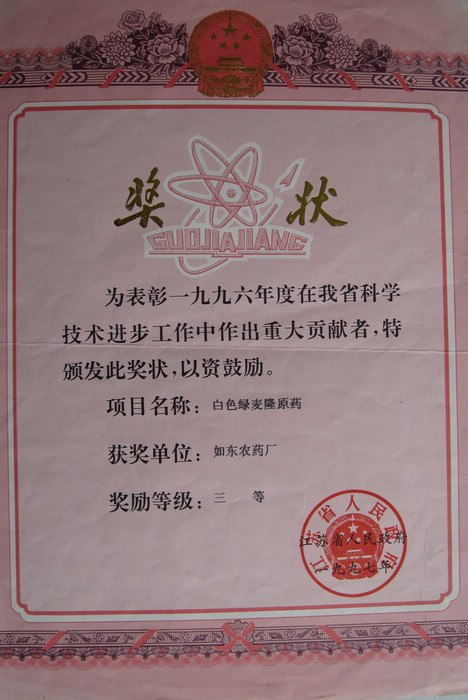 奖状
GUOJIAJIANG
为表彰一九九六年度在我省科学
技术进步工作中作出重大贡献者,特
颁发此奖状,以资鼓励。
项目名称:白色绿麦隆原药
获奖单位:如东农药厂
奖励等级:三 等
江苏省人民政府
江苏省人民政府
一九九七年